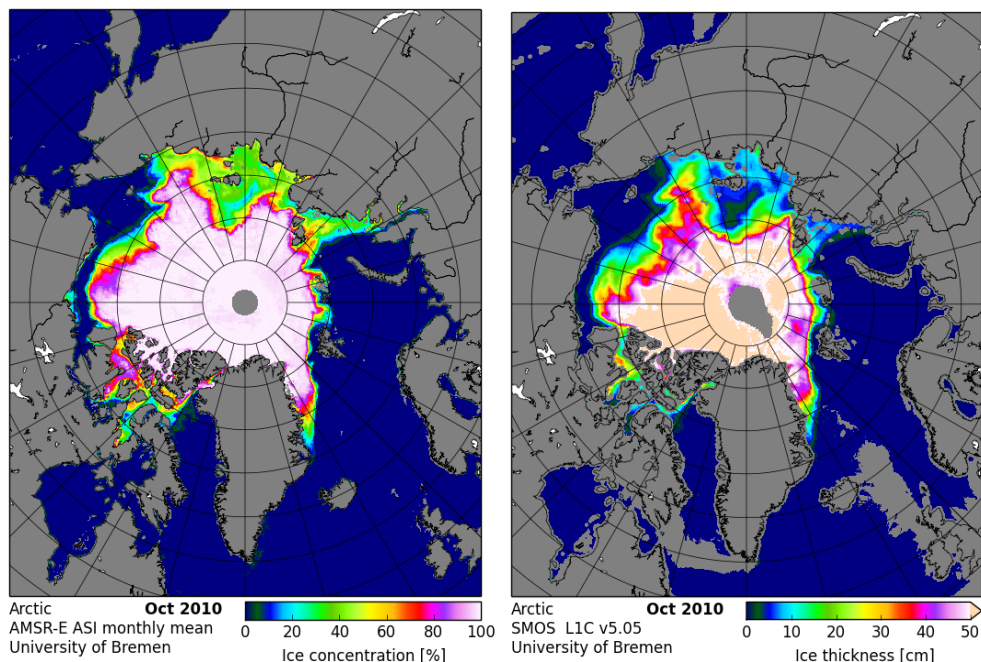 Arctic
Oct 2010
AMSR-E ASI monthly mean
University of Bremen
0 20 40 60 80 100
Ice concentration [%]
Arctic
Oct 2010
SMOS L1C v5.05
University of Bremen
0 10 20 30 40 50
Ice thickness [cm]